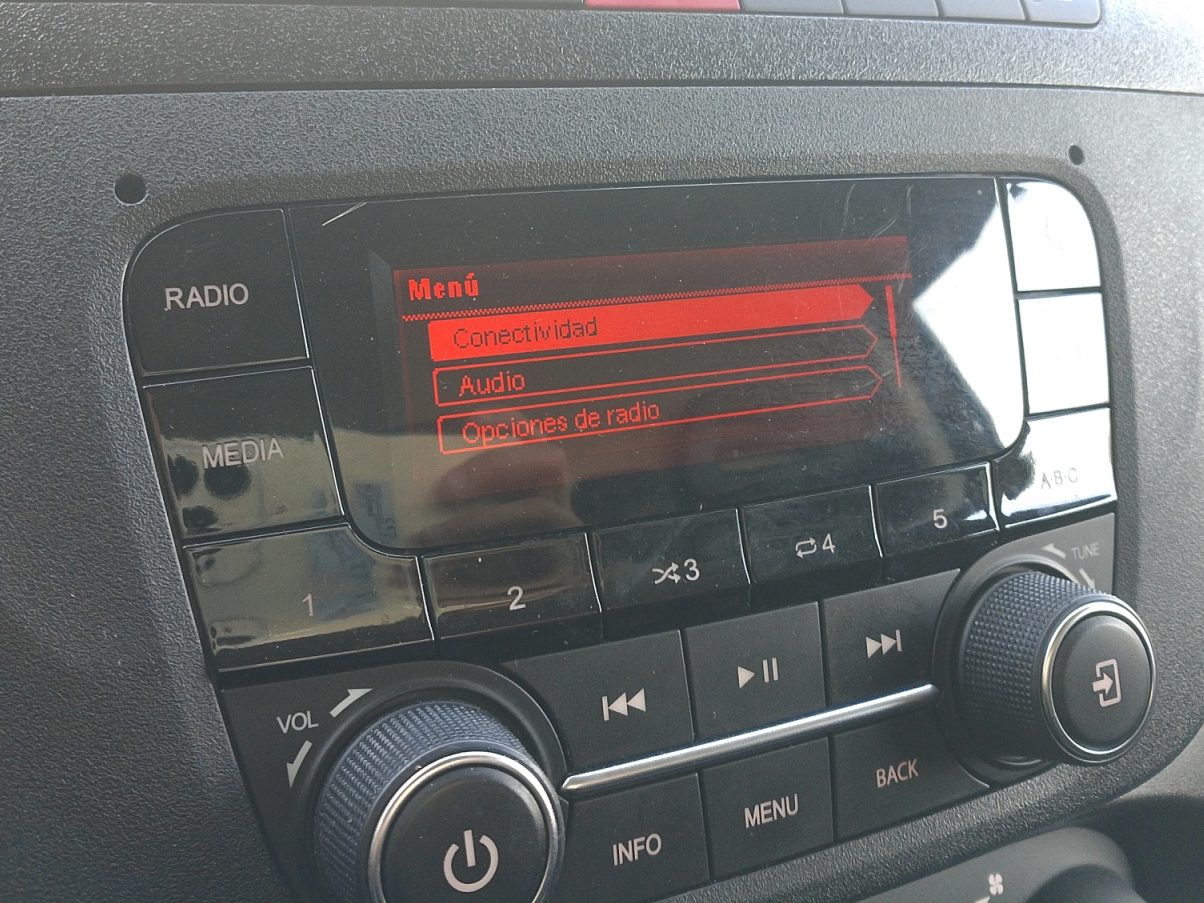 RADIO
Menú
Conectividad
Audio
Opciones de radio
MEDIA
A·B·C
1
2
3
4
5
TUNE
VOL
INFO
MENU
BACK